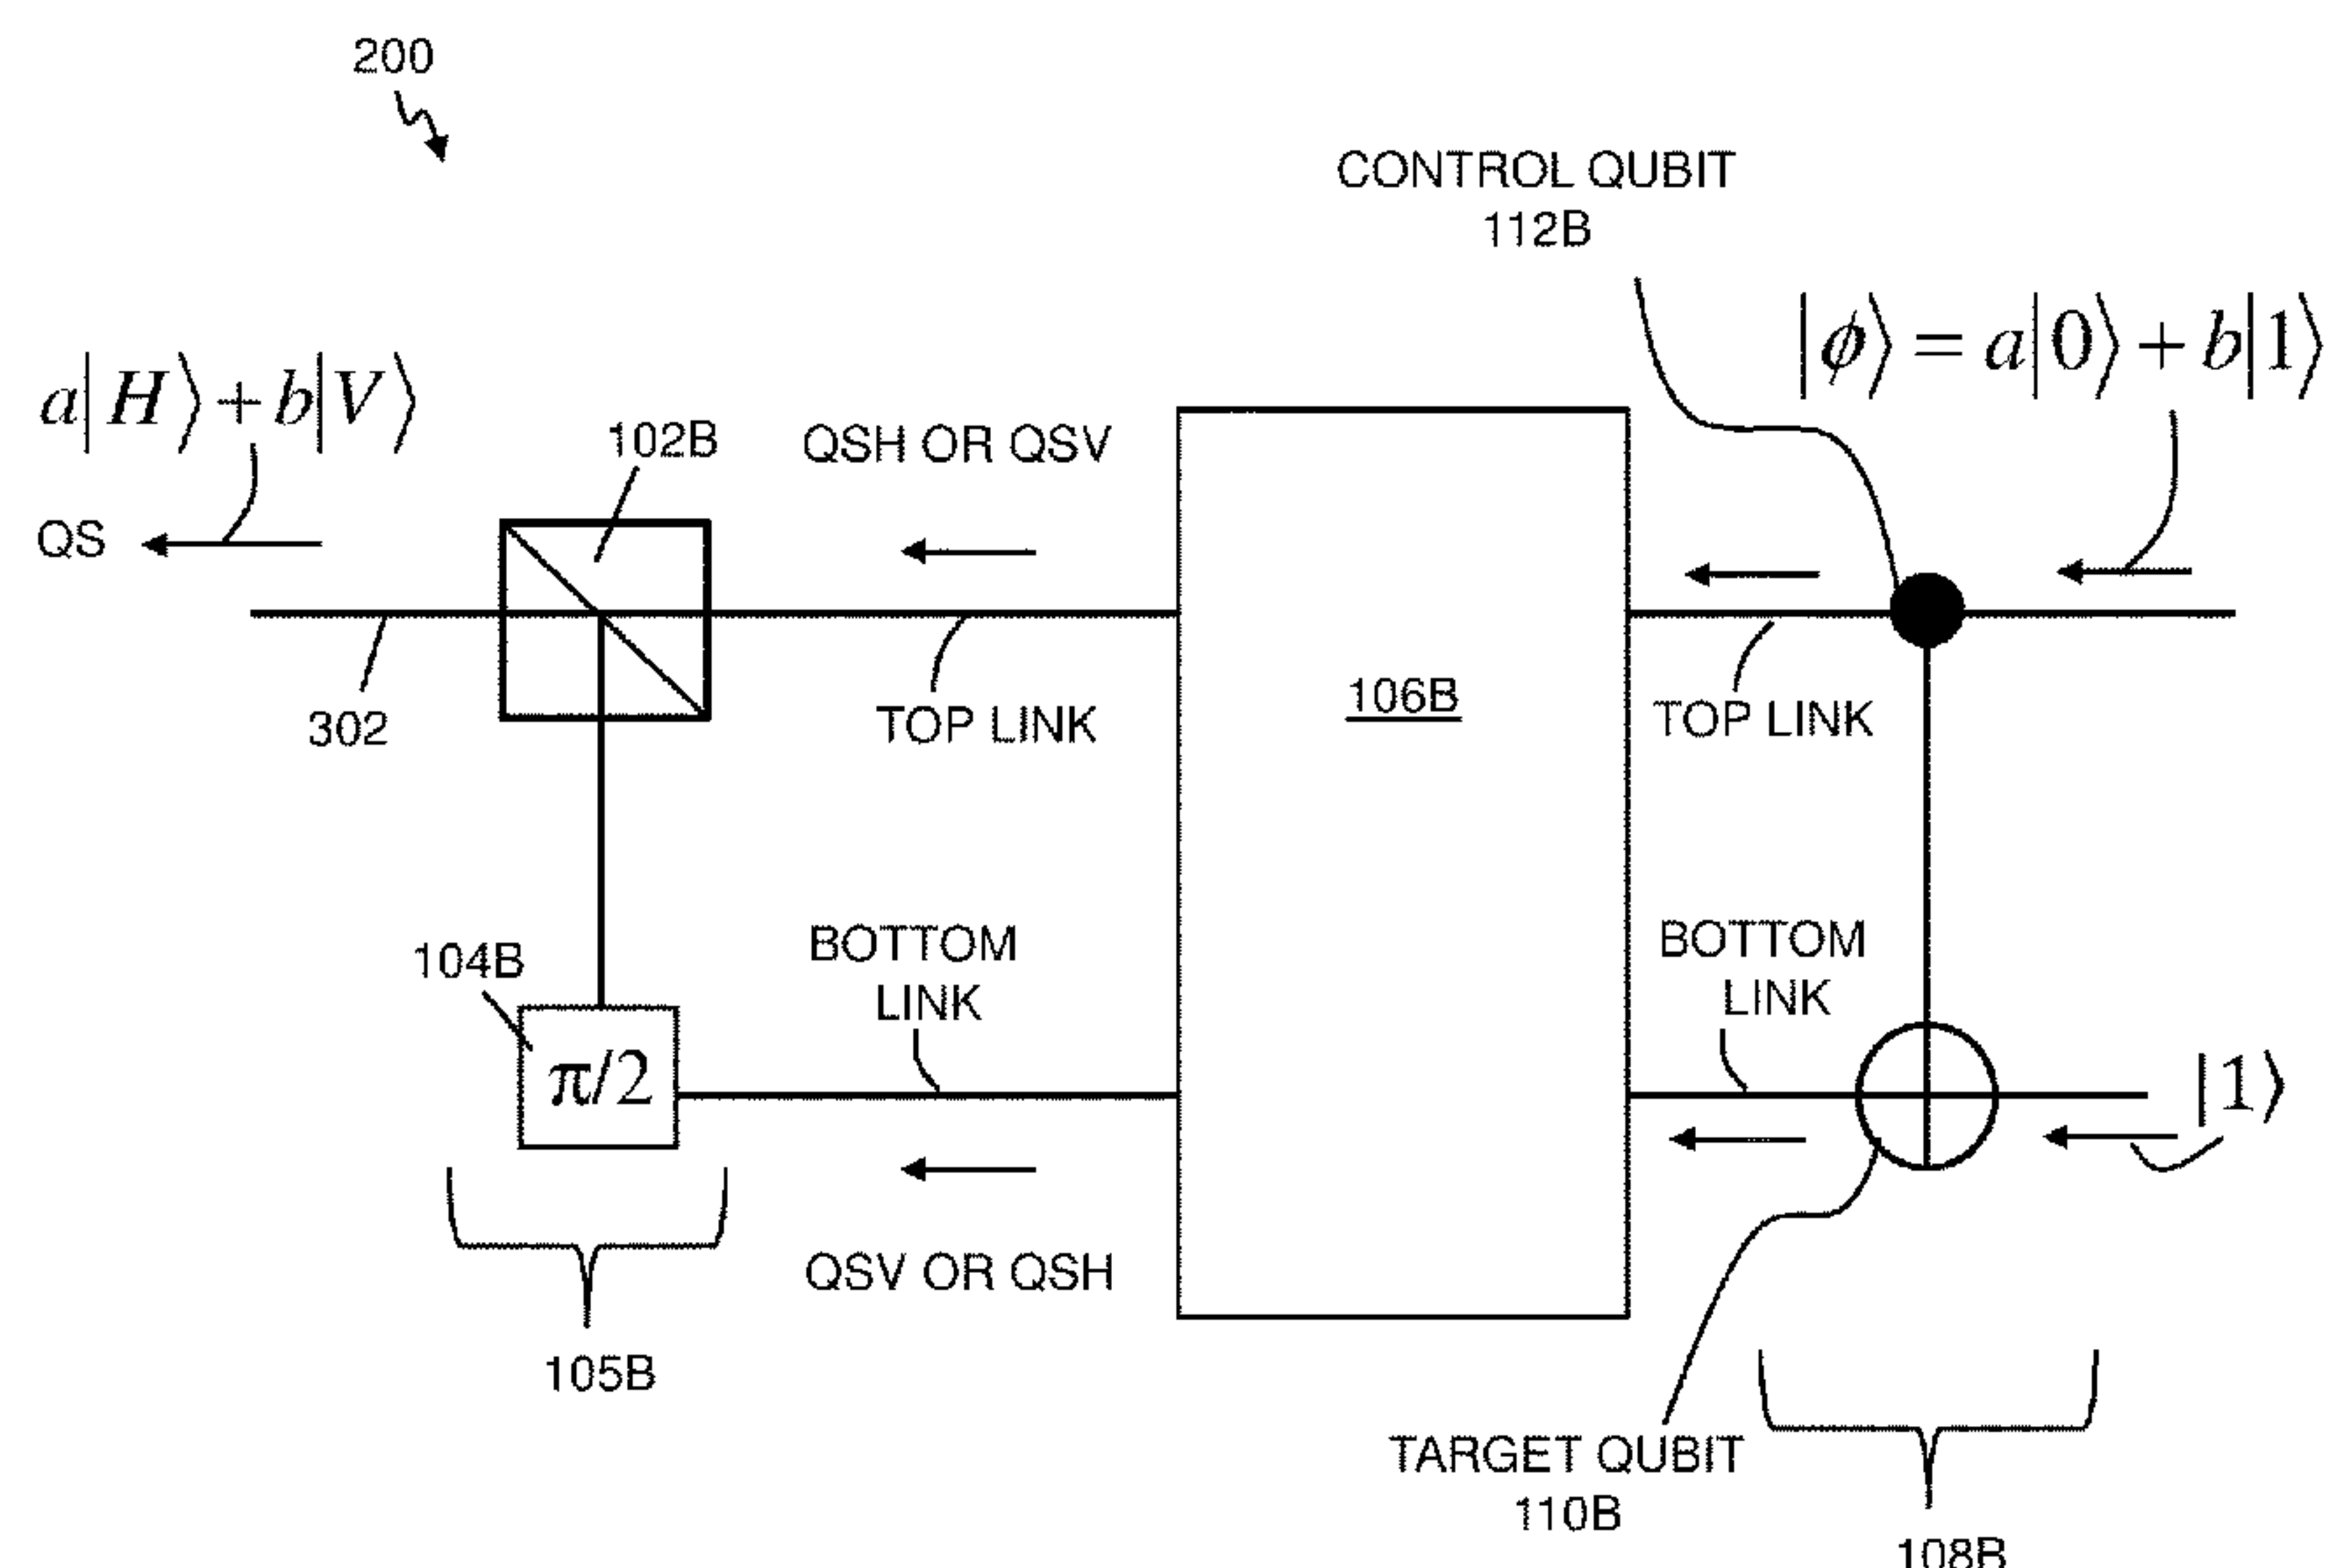 200
CONTROL QUBIT
112B
|ϕ⟩ = a|0⟩ + b|1⟩
a|H⟩ + b|V⟩
102B
QSH OR QSV
QS
302
TOP LINK
106B
TOP LINK
104B
BOTTOM
LINK
BOTTOM
LINK
π/2
|1⟩
QSV OR QSH
105B
TARGET QUBIT
110B
108B